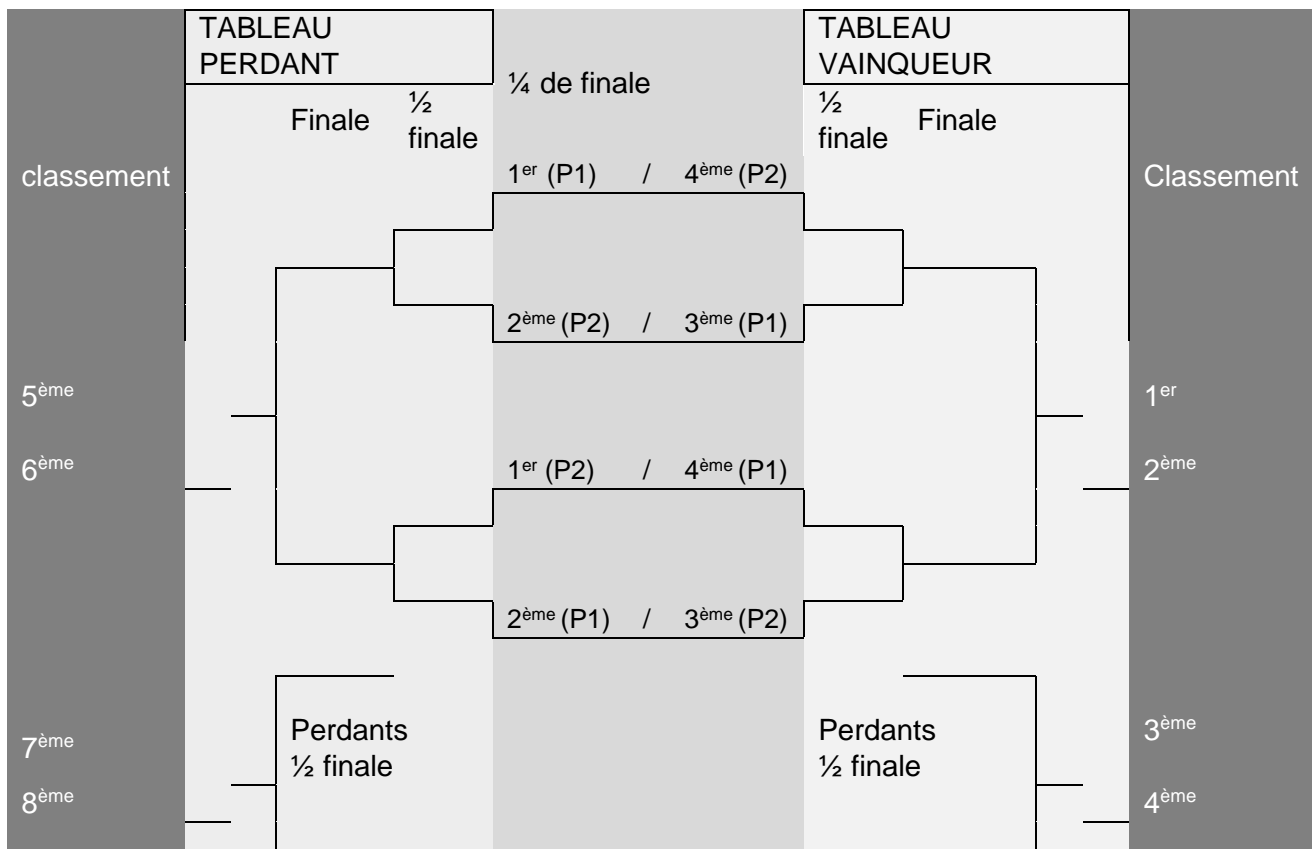 TABLEAU
PERDANT
TABLEAU
VAINQUEUR
¼ de finale
Finale
½
finale
½
finale
Finale
classement
1er (P1) / 4ème (P2)
Classement
2ème (P2) / 3ème (P1)
5ème
1er
6ème
1er (P2) / 4ème (P1)
2ème
2ème (P1) / 3ème (P2)
7ème
Perdants
½ finale
Perdants
½ finale
3ème
8ème
4ème